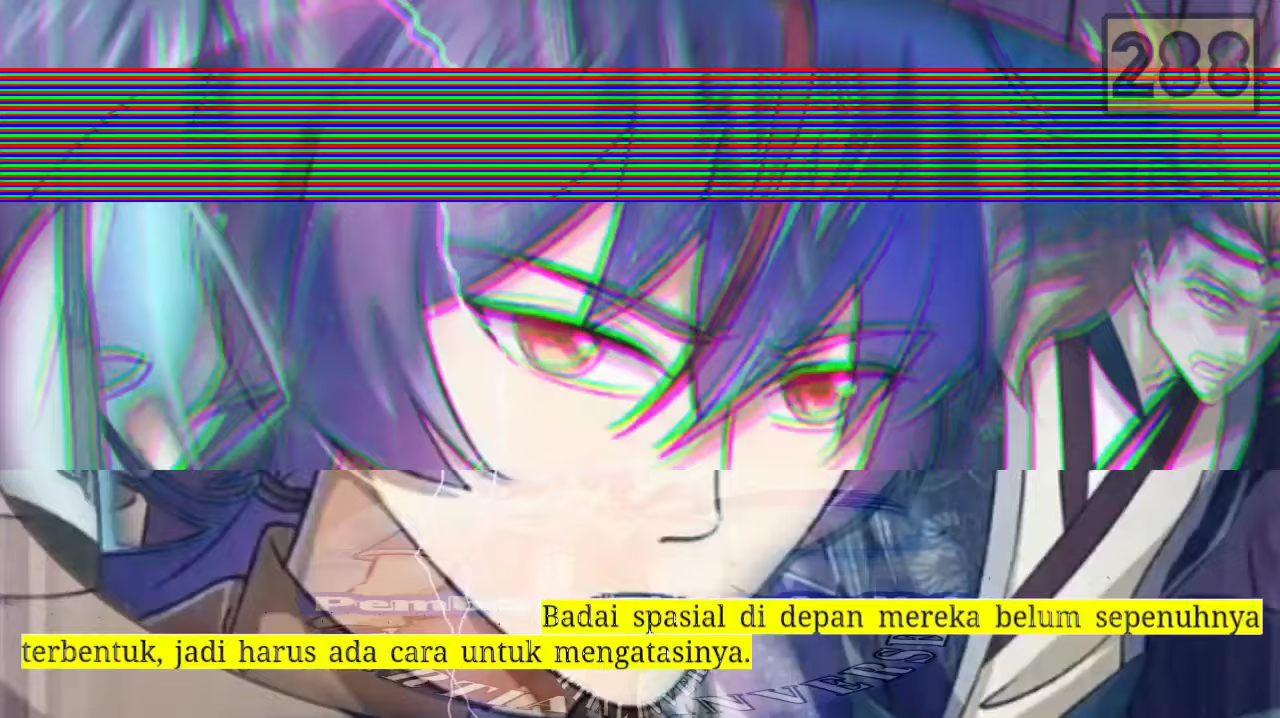 288
Badai spasial di depan mereka belum sepenuhnya
terbentuk, jadi harus ada cara untuk mengatasinya.